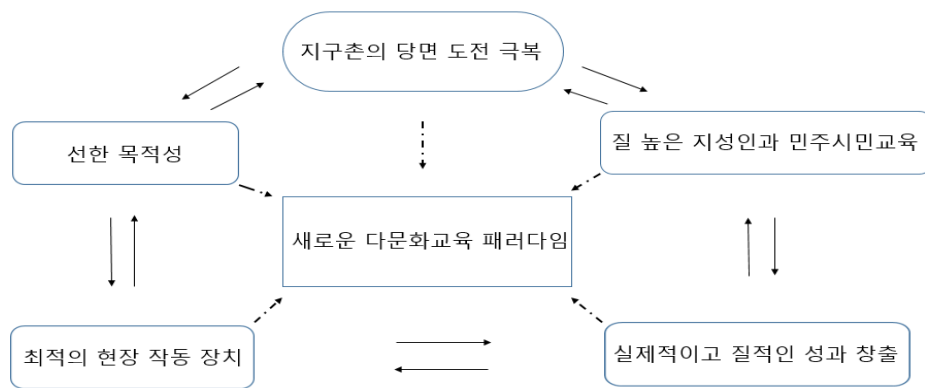 지구촌의 당면 도전 극복
선한 목적성
질 높은 지성인과 민주시민교육
새로운 다문화교육 패러다임
최적의 현장 작동 장치
실제적이고 질적인 성과 창출